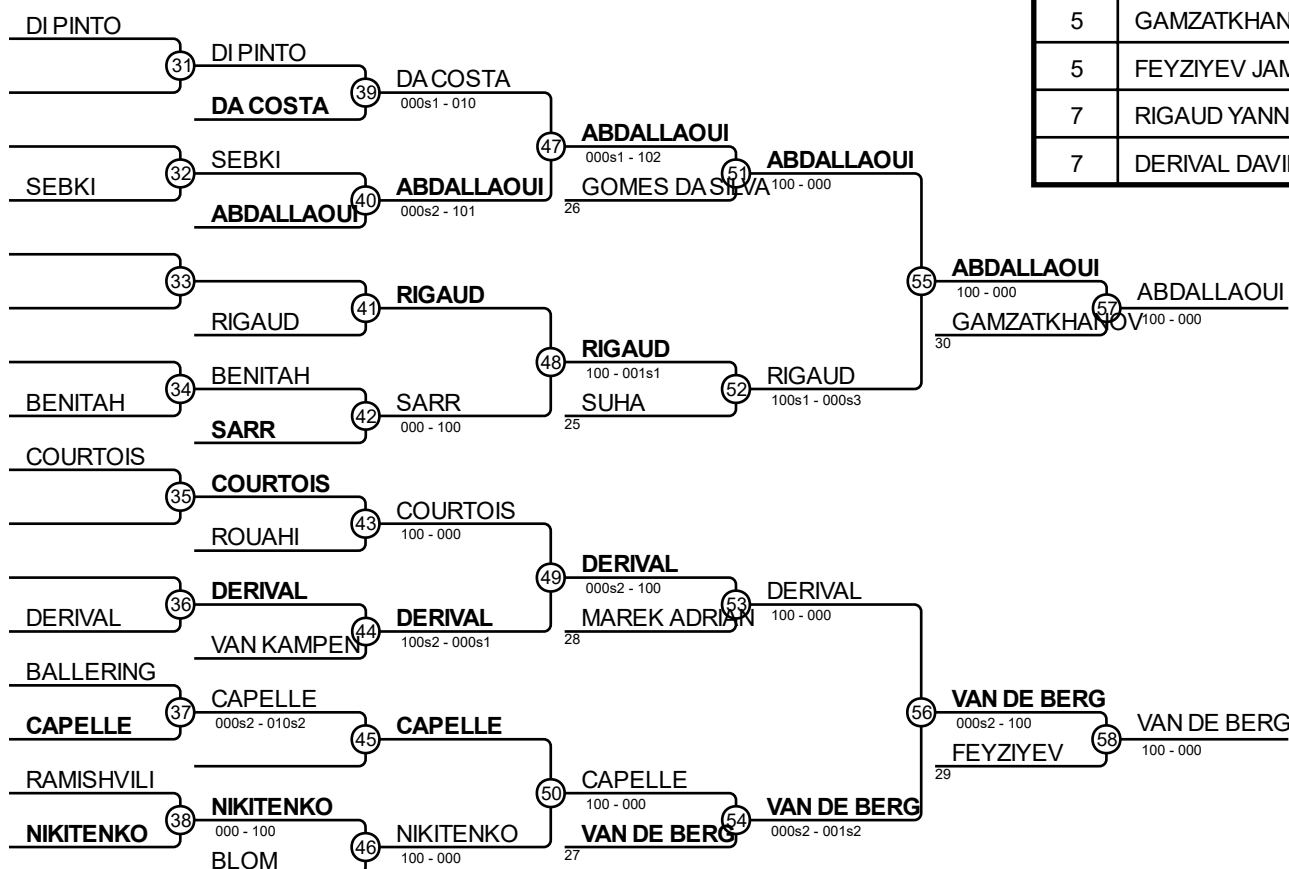 DI PINTO
31
DI PINTO
DA COSTA
39
DA COSTA
000s1 - 010
SEBKI
32
SEBKI
ABDALLAOUI
40
ABDALLAOUI
000s2 - 101
47
ABDALLAOUI
000s1 - 102
GOMES DA SILVA
26
51
ABDALLAOUI
100 - 000
33
RIGAUD
41
RIGAUD
BENITAH
34
BENITAH
SARR
42
SARR
000 - 100
48
RIGAUD
100 - 001s1
SUHA
25
52
RIGAUD
100s1 - 000s3
55
ABDALLAOUI
100 - 000
GAMZATKHANOV
30
57
ABDALLAOUI
100 - 000
COURTOIS
35
COURTOIS
ROUAHI
43
COURTOIS
100 - 000
DERIVAL
36
DERIVAL
VAN KAMPEN
44
DERIVAL
100s2 - 000s1
49
DERIVAL
000s2 - 100
MAREK ADRIAN
28
53
DERIVAL
100 - 000
BALLERING
CAPELLE
37
CAPELLE
000s2 - 010s2
45
CAPELLE
RAMISHVILI
NIKITENKO
38
NIKITENKO
000 - 100
BLOM
46
NIKITENKO
100 - 000
50
CAPELLE
100 - 000
VAN DE BERG
27
54
VAN DE BERG
000s2 - 001s2
56
VAN DE BERG
000s2 - 100
FEYZIYEV
29
58
VAN DE BERG
100 - 000
5 GAMZATKHAN
5 FEYZIYEV JAM
7 RIGAUD YANN
7 DERIVAL DAVI